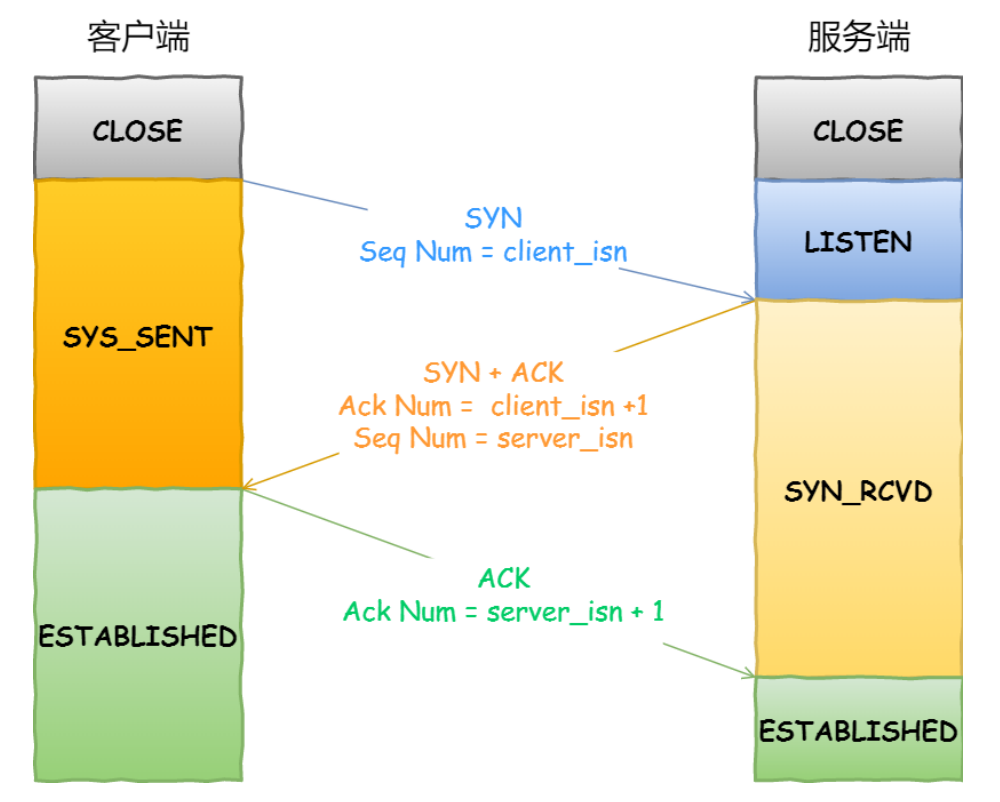 客户端
服务端
CLOSE
CLOSE
SYN
Seq Num = client_isn
LISTEN
SYS_SENT
SYN + ACK
Ack Num =  client_isn +1
Seq Num = server_isn
SYN_RCVD
ACK
Ack Num = server_isn + 1
ESTABLISHED
ESTABLISHED